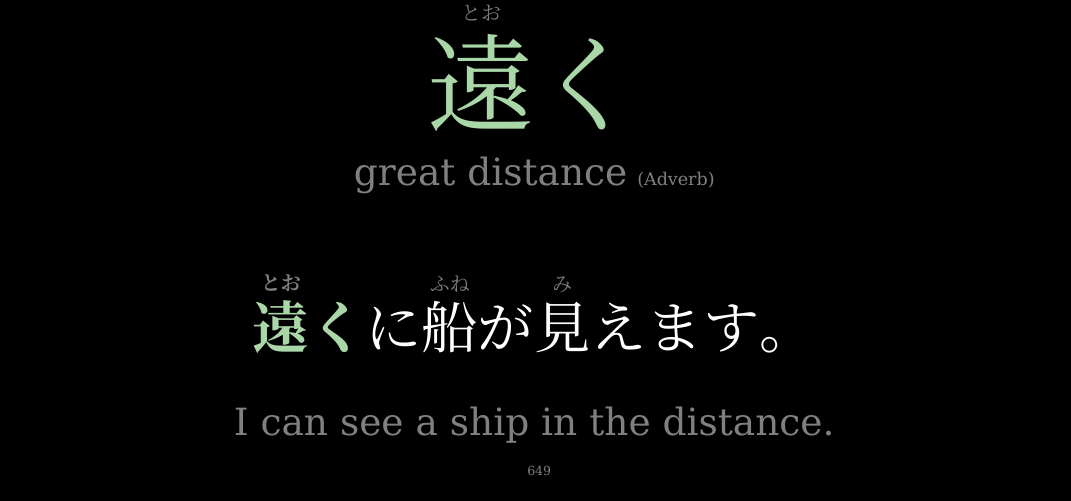 とお
遠く
great distance (Adverb)
とお ふね み
遠くに船が見えます。
I can see a ship in the distance.
649